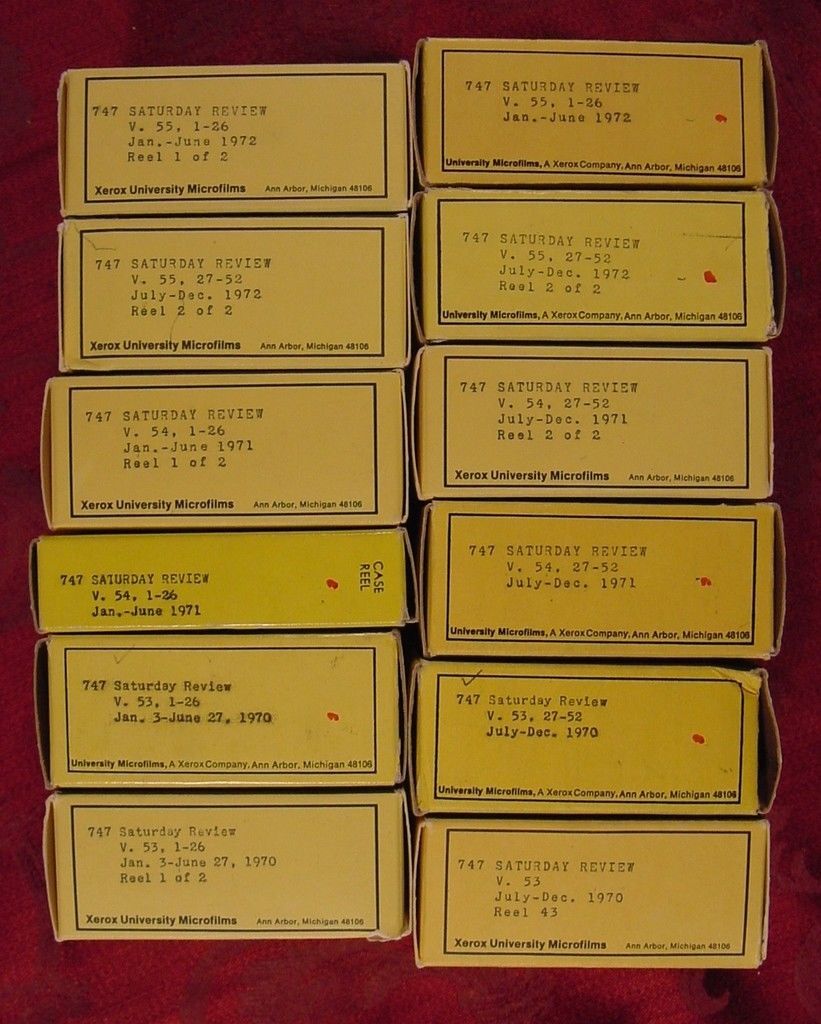 747 SATURDAY REVIEW
V. 55, 1-26
Jan.-June 1972
Reel 1 of 2
Xerox University Microfilms Ann Arbor, Michigan 48106
747 SATURDAY REVIEW
V. 55, 27-52
July-Dec. 1972
Reel 2 of 2
Xerox University Microfilms Ann Arbor, Michigan 48106
747 SATURDAY REVIEW
V. 54, 1-26
Jan.-June 1971
Reel 1 of 2
Xerox University Microfilms Ann Arbor, Michigan 48106
747 SATURDAY REVIEW
V. 54, 1-26
Jan.-June 1971
CASE
REEL
747 Saturday Review
V. 53, 1-26
Jan. 3-June 27, 1970
University Microfilms, A Xerox Company, Ann Arbor, Michigan 48106
747 Saturday Review
V. 53, 1-26
Jan. 3-June 27, 1970
Reel 1 of 2
Xerox University Microfilms Ann Arbor, Michigan 48106
747 SATURDAY REVIEW
V. 55, 1-26
Jan.-June 1972
University Microfilms, A Xerox Company, Ann Arbor, Michigan 48106
747 SATURDAY REVIEW
V. 55, 27-52
July-Dec. 1972
Reel 2 of 2
University Microfilms, A Xerox Company, Ann Arbor, Michigan 48106
747 SATURDAY REVIEW
V. 54, 27-52
July-Dec. 1971
Reel 2 of 2
Xerox University Microfilms Ann Arbor, Michigan 48106
747 SATURDAY REVIEW
V. 54, 27-52
July-Dec. 1971
University Microfilms, A Xerox Company, Ann Arbor, Michigan 48106
747 Saturday Review
V. 53, 27-52
July-Dec. 1970
University Microfilms, A Xerox Company, Ann Arbor, Michigan 48106
747 SATURDAY REVIEW
V. 53
July-Dec. 1970
Reel 43
Xerox University Microfilms Ann Arbor, Michigan 48106